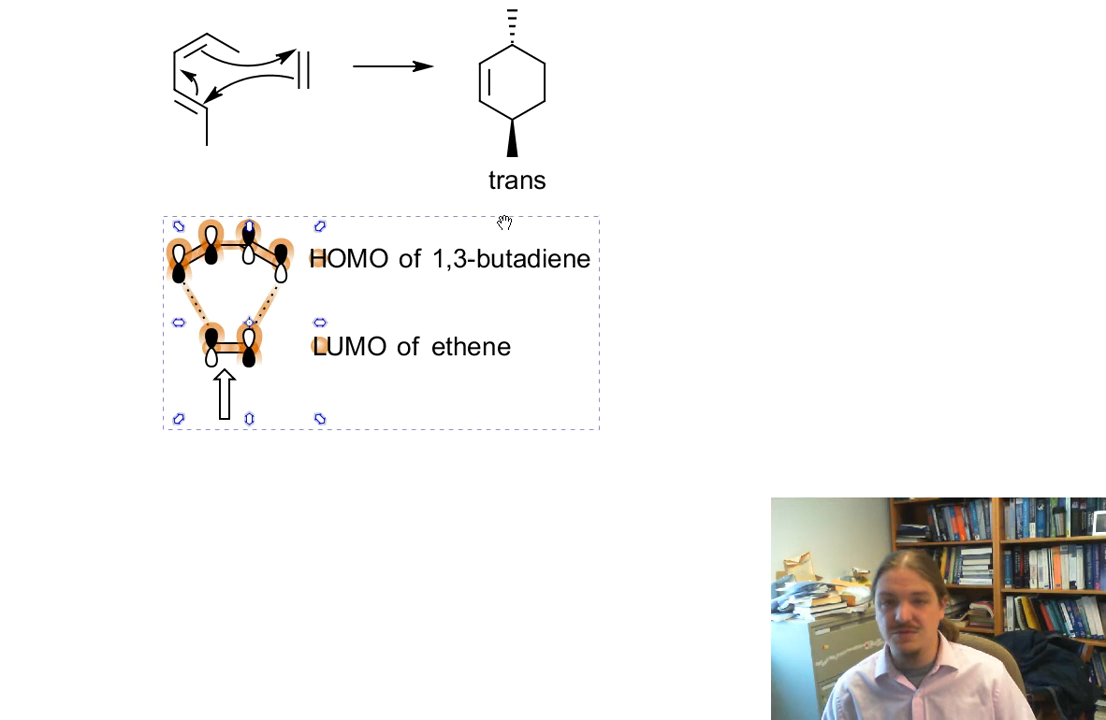 trans
HOMO of 1,3-butadiene
LUMO of ethene